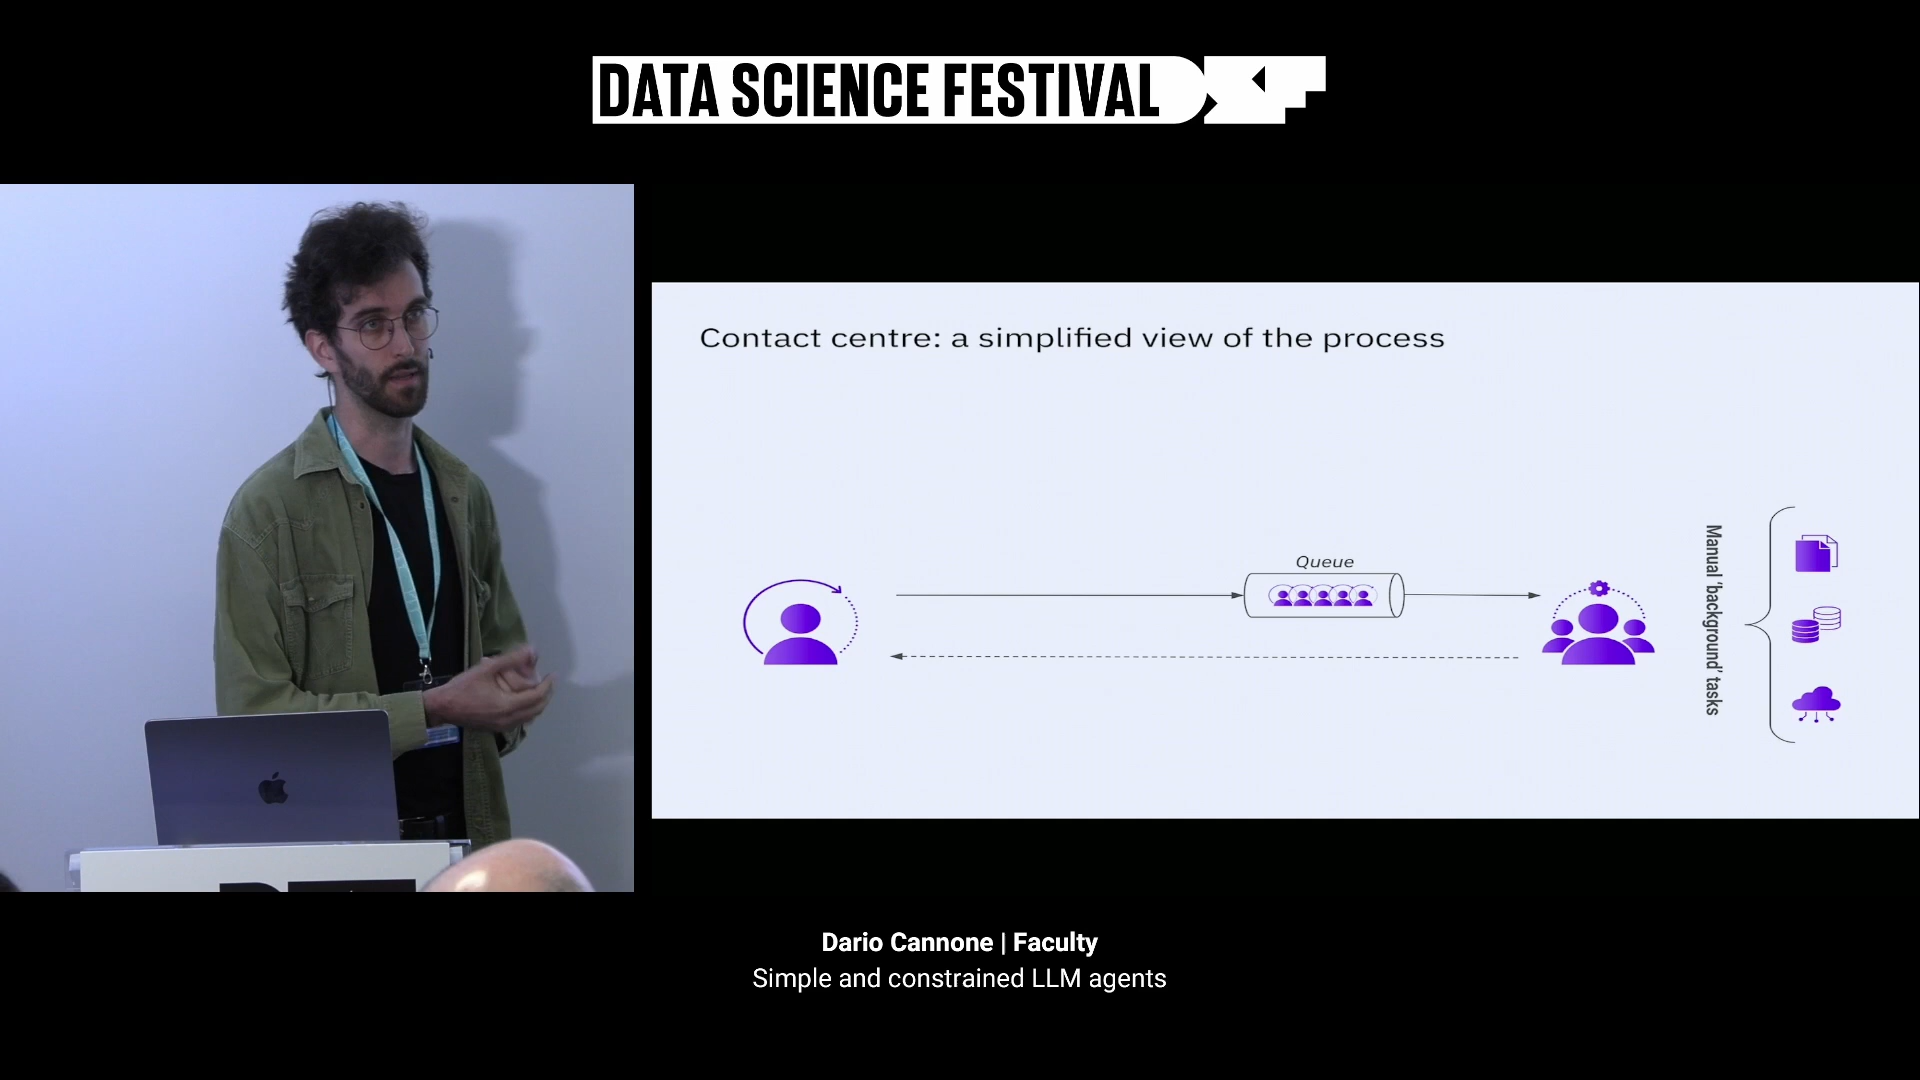 DATA SCIENCE FESTIVAL
Contact centre: a simplified view of the process
Queue
Manual 'background' tasks
Dario Cannone | Faculty
Simple and constrained LLM agents